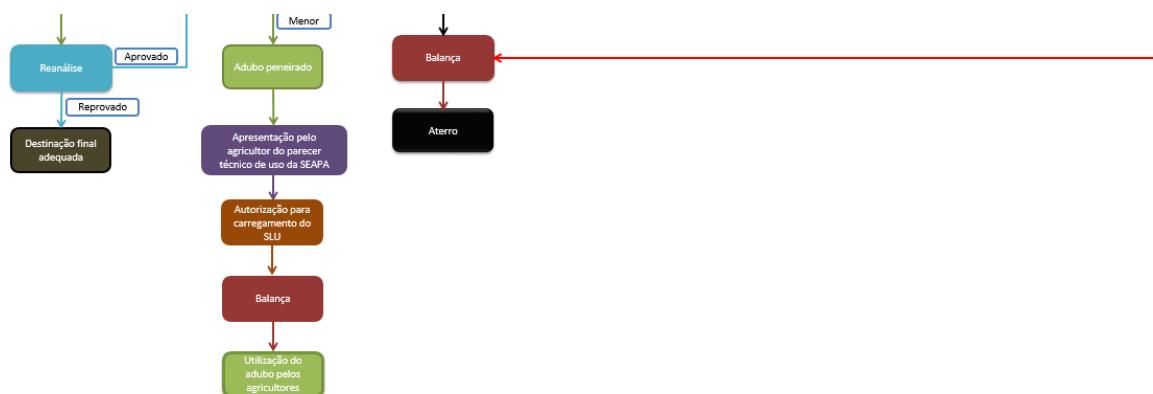 Menor
Aprovado
Reanálise
Adubo peneirado
Balança
Reprovado
Destinação final
adequada
Apresentação pelo
agricultor do parecer
técnico de uso da SEAPA
Aterro
Autorização para
carregamento do
SLU
Balança
Utilização do
adubo pelos
agricultores